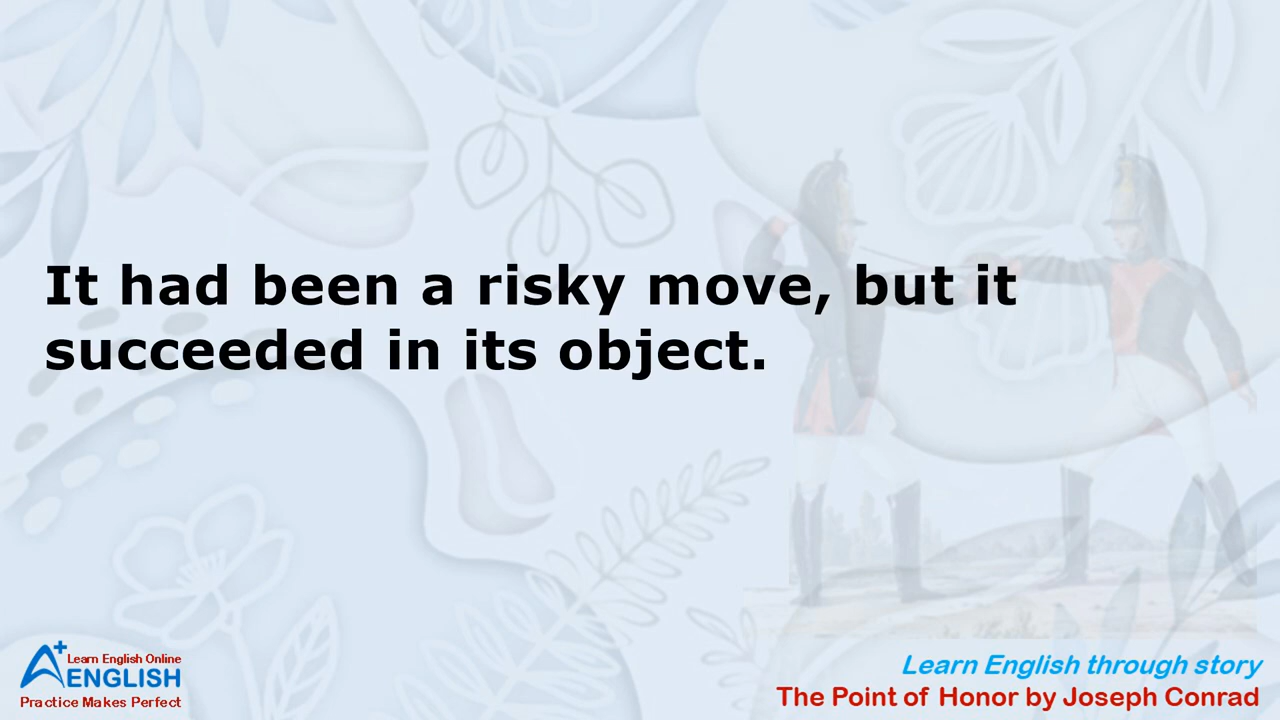 It had been a risky move, but it
succeeded in its object.
A+
Learn English Online
ENGLISH
Practice Makes Perfect
Learn English through story
The Point of Honor by Joseph Conrad